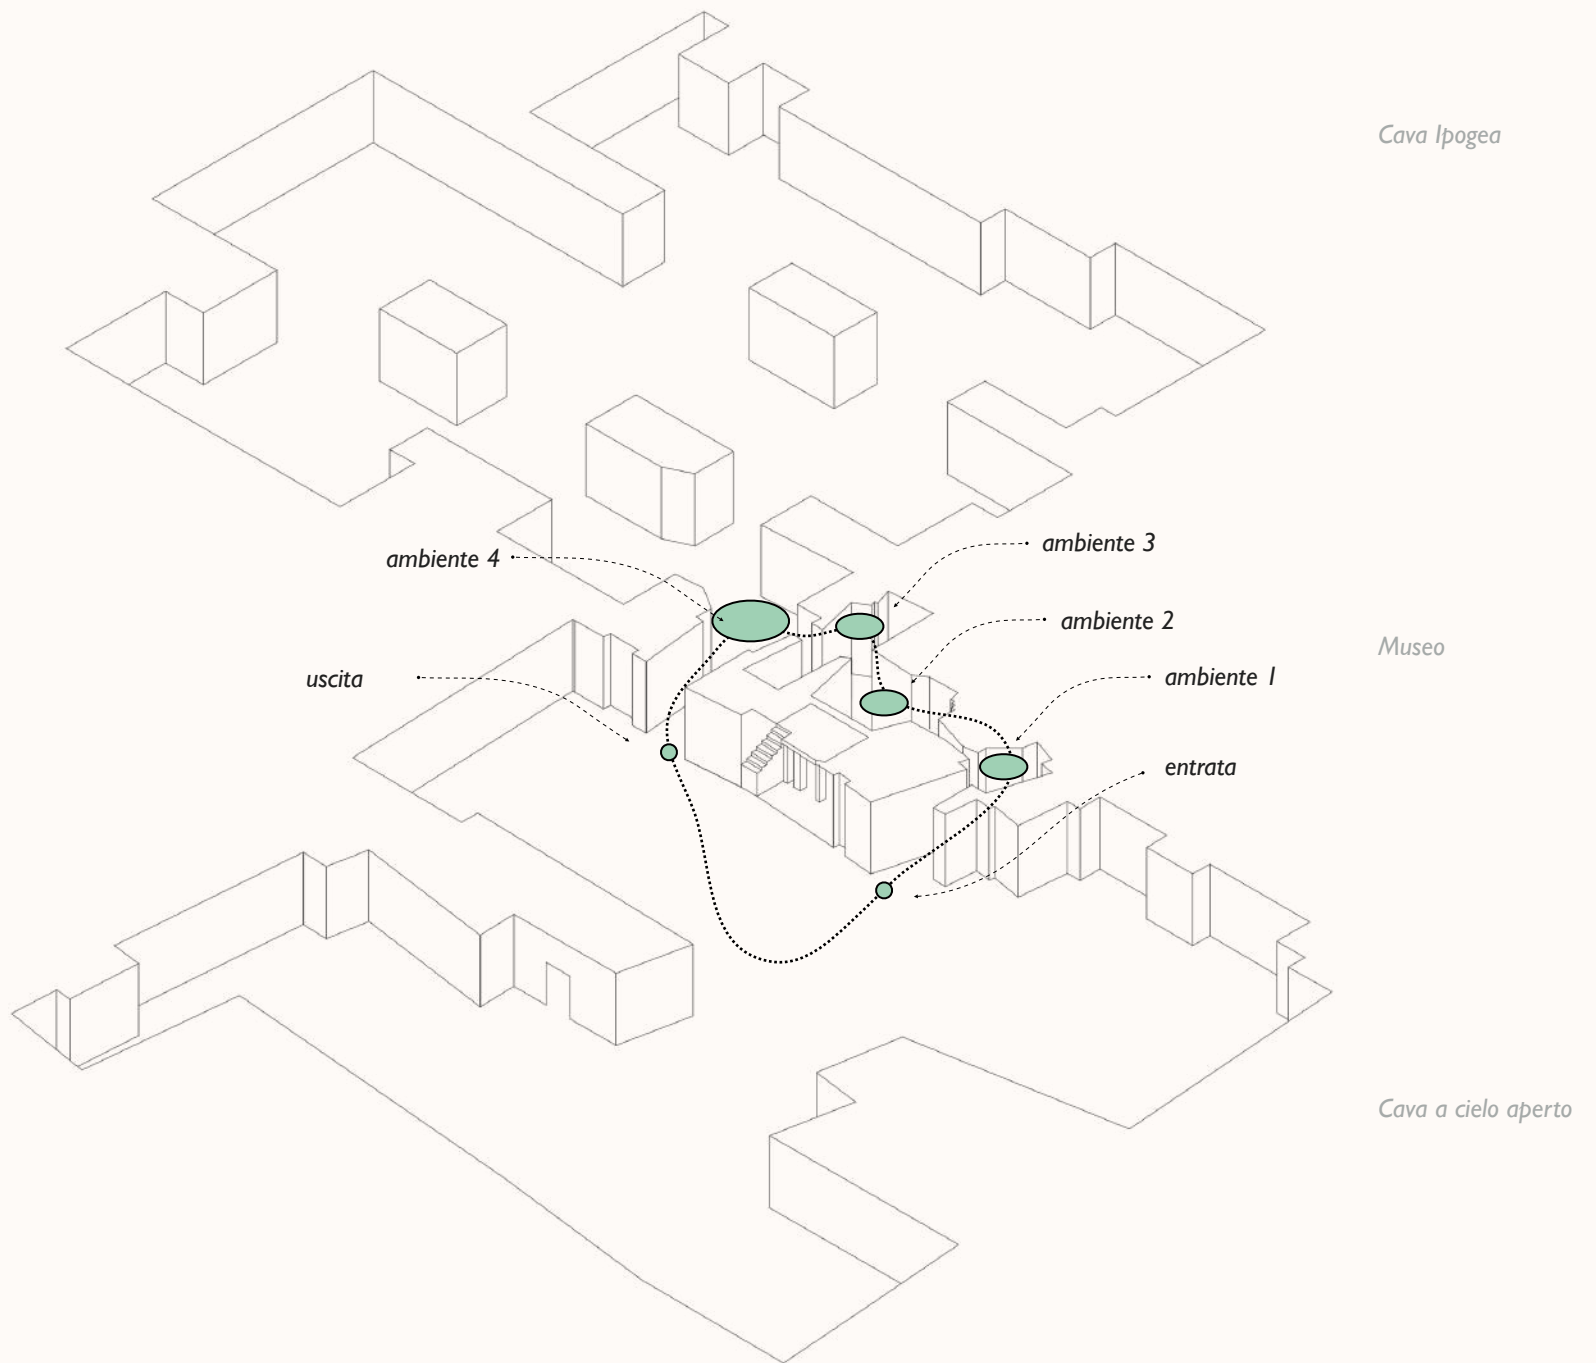 Cava Ipogea
ambiente 3
ambiente 4
ambiente 2
Museo
ambiente 1
uscita
entrata
Cava a cielo aperto